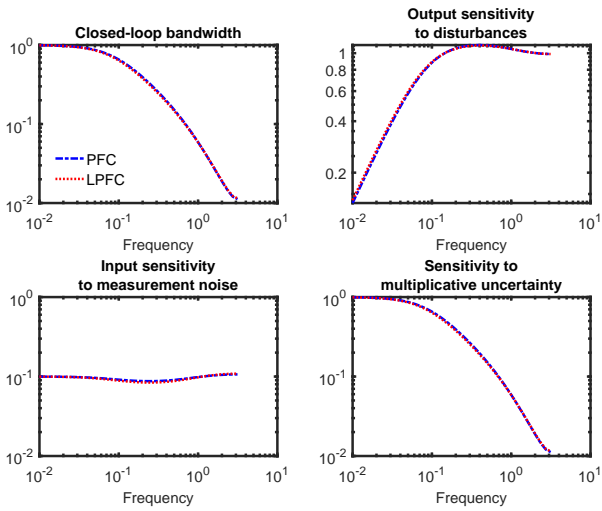 Closed-loop bandwidth
10^0
10^-1
10^-2
PFC
LPFC
10^-2 10^-1 10^0 10^1
Frequency
Output sensitivity
to disturbances
1
0.8
0.6
0.4
0.2
10^-2 10^-1 10^0 10^1
Frequency
Input sensitivity
to measurement noise
10^0
10^-1
10^-2
10^-2 10^-1 10^0 10^1
Frequency
Sensitivity to
multiplicative uncertainty
10^0
10^-1
10^-2
10^-2 10^-1 10^0 10^1
Frequency